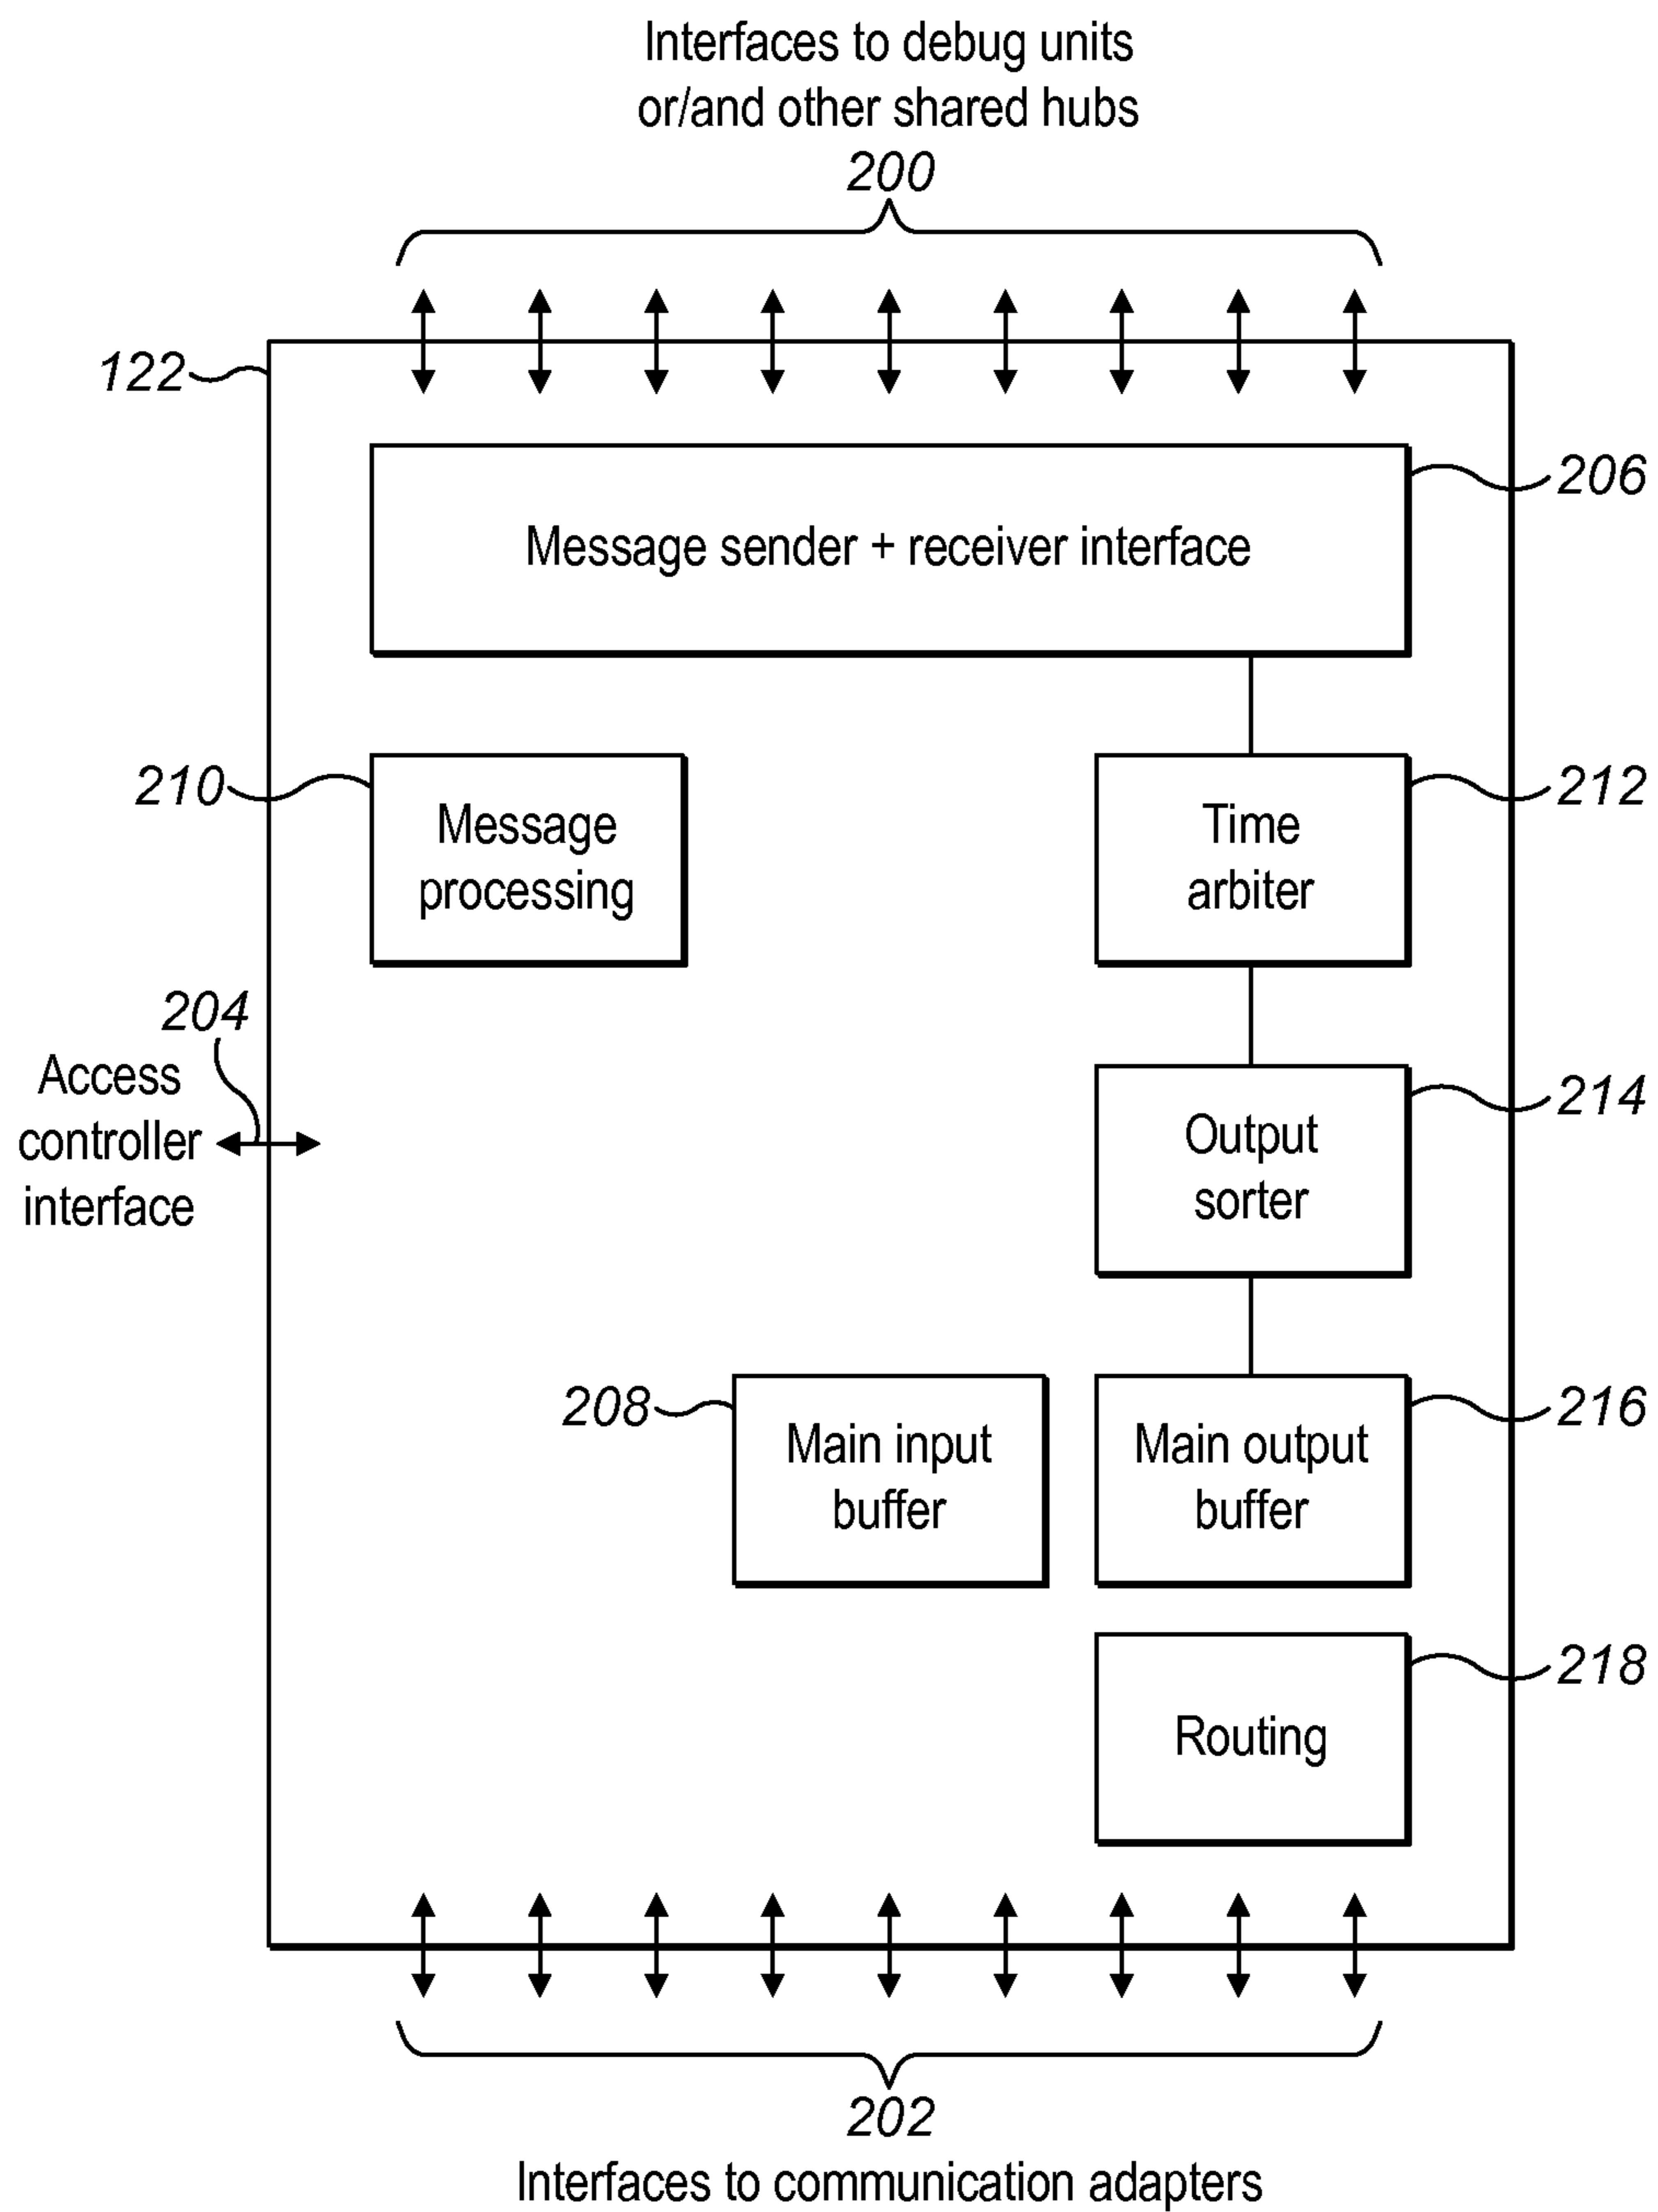 Interfaces to debug units
or/and other shared hubs
200
122
206
Message sender + receiver interface
210
Message
processing
212
Time
arbiter
204
Access
controller
interface
214
Output
sorter
208
Main input
buffer
216
Main output
buffer
218
Routing
202
Interfaces to communication adapters